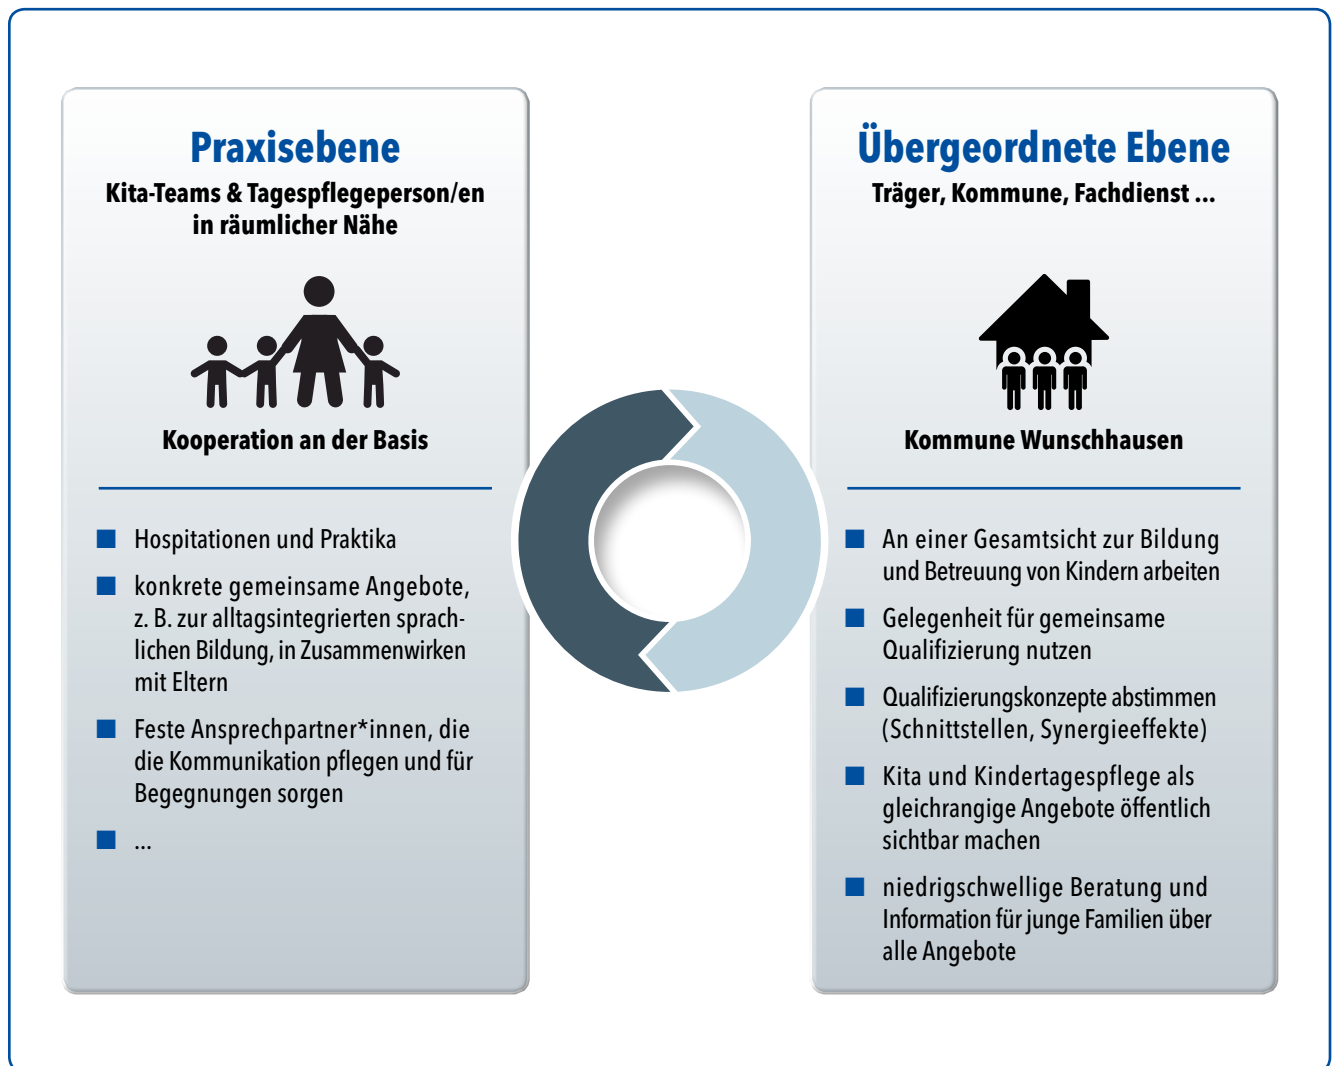 Praxisebene
Kita-Teams & Tagespflegeperson/en
in räumlicher Nähe
Kooperation an der Basis
Hospitationen und Praktika
konkrete gemeinsame Angebote,
z. B. zur alltagsintegrierten sprach-
lichen Bildung, in Zusammenwirken
mit Eltern
Feste Ansprechpartner*innen, die
die Kommunikation pflegen und für
Begegnungen sorgen
...
Übergeordnete Ebene
Träger, Kommune, Fachdienst ...
Kommune Wunschhausen
An einer Gesamtsicht zur Bildung
und Betreuung von Kindern arbeiten
Gelegenheit für gemeinsame
Qualifizierung nutzen
Qualifizierungskonzepte abstimmen
(Schnittstellen, Synergieeffekte)
Kita und Kindertagespflege als
gleichrangige Angebote öffentlich
sichtbar machen
niedrigschwellige Beratung und
Information für junge Familien über
alle Angebote